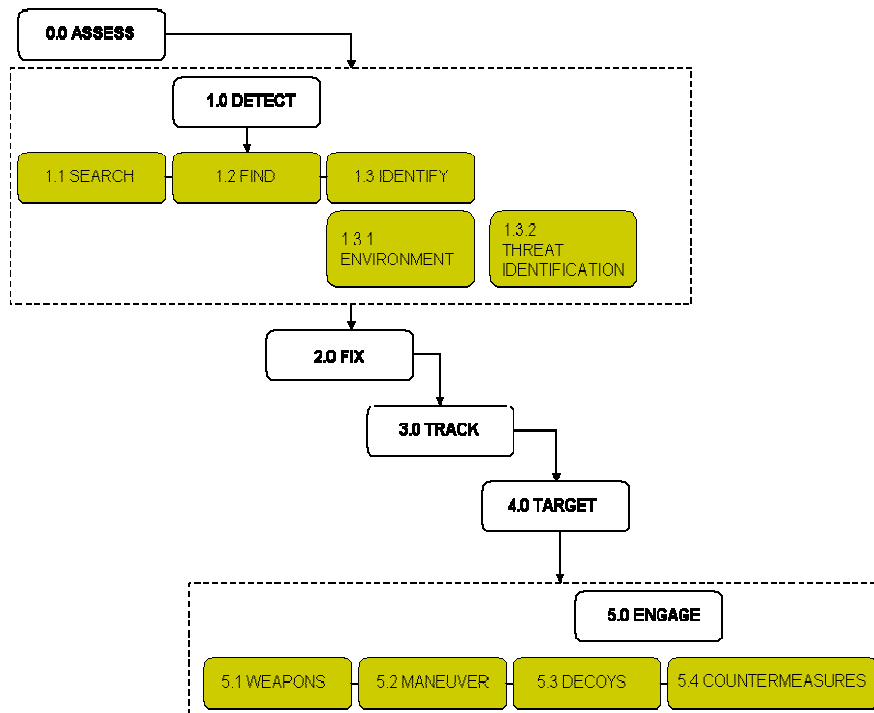 0.0 ASSESS
1.0 DETECT
1.1 SEARCH
1.2 FIND
1.3 IDENTIFY
1.3.1
ENVIRONMENT
1.3.2
THREAT
IDENTIFICATION
2.0 FIX
3.0 TRACK
4.0 TARGET
5.0 ENGAGE
5.1 WEAPONS
5.2 MANEUVER
5.3 DECOYS
5.4 COUNTERMEASURES